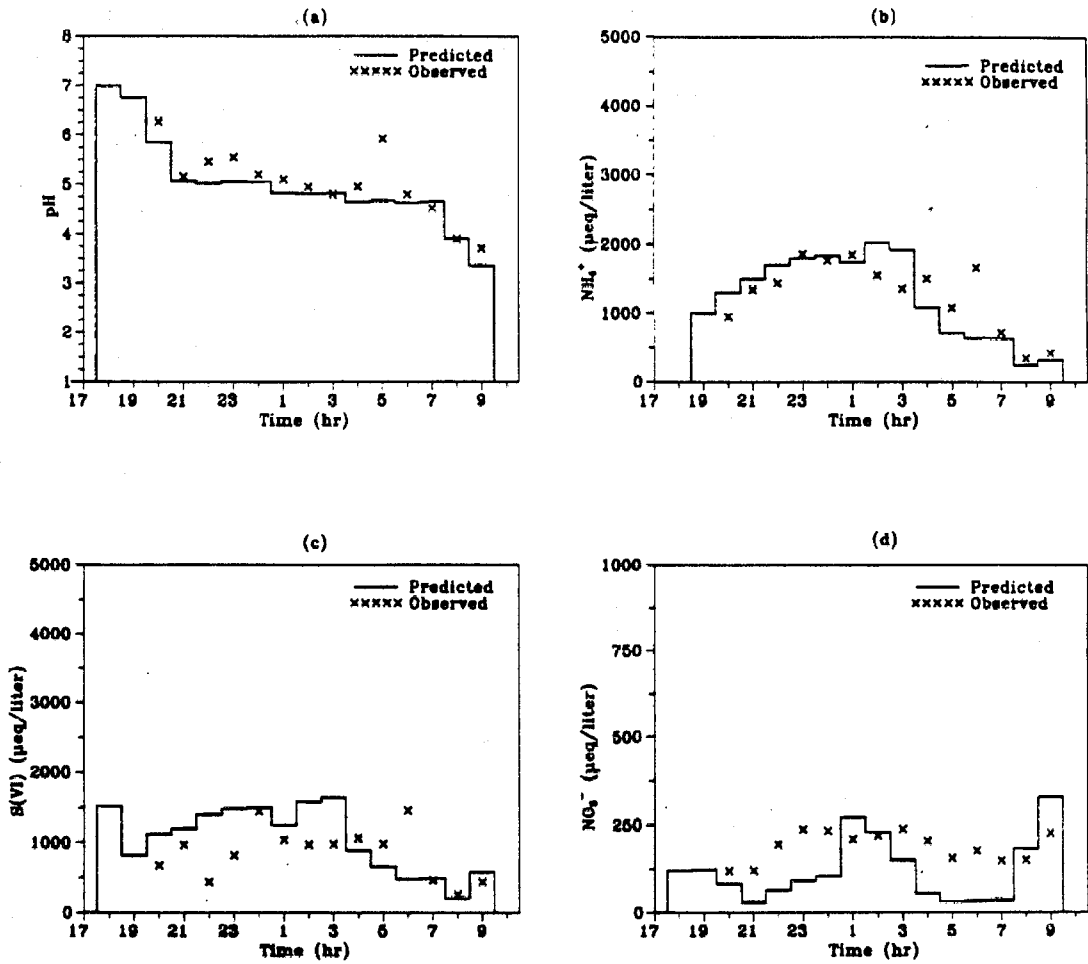 (a)
8
7
6
5
4
3
2
1
pH
Predicted
×××××Observed
17 19 21 23 1 3 5 7 9
Time (hr)
(b)
5000
4000
3000
2000
1000
0
NH₄⁺ (μeq/liter)
Predicted
×××××Observed
17 19 21 23 1 3 5 7 9
Time (hr)
(c)
5000
4000
3000
1500
1000
0
S(VI) (μeq/liter)
Predicted
×××××Observed
17 19 21 23 1 3 5 7 9
Time (hr)
(d)
1000
750
500
250
0
NO₃⁻ (μeq/liter)
Predicted
×××××Observed
17 19 21 23 1 3 5 7 9
Time (hr)